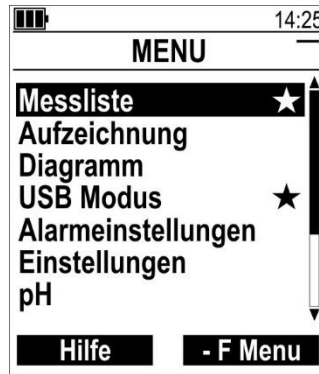 14:25
MENU
Messliste
Aufzeichnung
Diagramm
USB Modus
Alarmeinstellungen
Einstellungen
pH
Hilfe
- F Menu